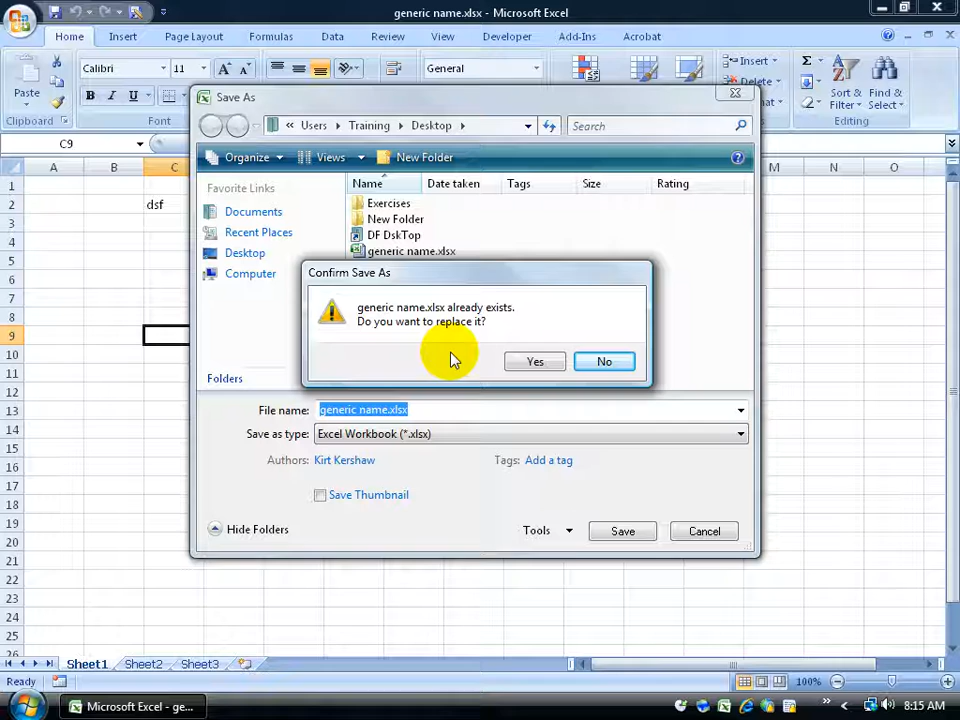 generic name.xlsx - Microsoft Excel
Home Insert Page Layout Formulas Data Review View Developer Add-Ins Acrobat
Paste
Calibri 11
General
Insert
Delete
Sort & Filter
Find & Select
B I U
Clipboard Font Editing
C9
A B C M N O
1
2 dsf
3
4
5
6
7
8
9
10
11
12
13
14
15
16
17
18
19
20
21
22
23
24
25
26
Save As
« Users Training Desktop
Search
Organize Views New Folder
Favorite Links
Documents
Recent Places
Desktop
Computer
Folders
Name Date taken Tags Size Rating
Exercises
New Folder
DF DskTop
generic name.xlsx
Confirm Save As
generic name.xlsx already exists.
Do you want to replace it?
Yes No
File name: generic name.xlsx
Save as type: Excel Workbook (*.xlsx)
Authors: Kirt Kershaw Tags: Add a tag
Save Thumbnail
Hide Folders Tools Save Cancel
Sheet1 Sheet2 Sheet3
Ready 100%
Microsoft Excel - ge... 8:15 AM